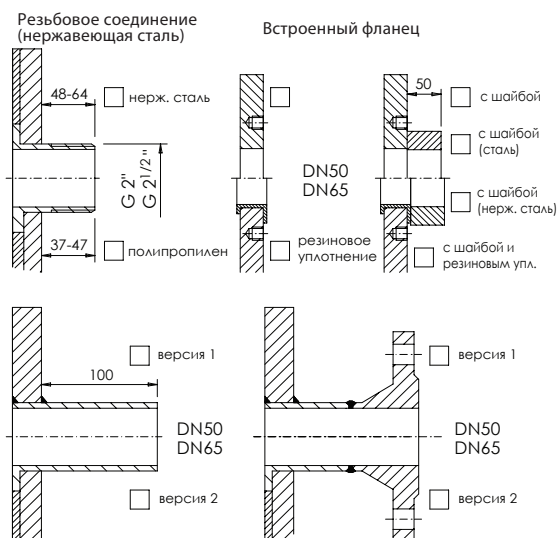 Резьбовое соединение
(нержавеющая сталь)
48-64
нерж. сталь
G 2"
G 2 1/2"
37-47
полипропилен
Встроенный фланец
DN50
DN65
резиновое
уплотнение
50
с шайбой
с шайбой
(сталь)
с шайбой
(нерж. сталь)
с шайбой и
резиновым упл.
версия 1
100
DN50
DN65
версия 2
версия 1
DN50
DN65
версия 2